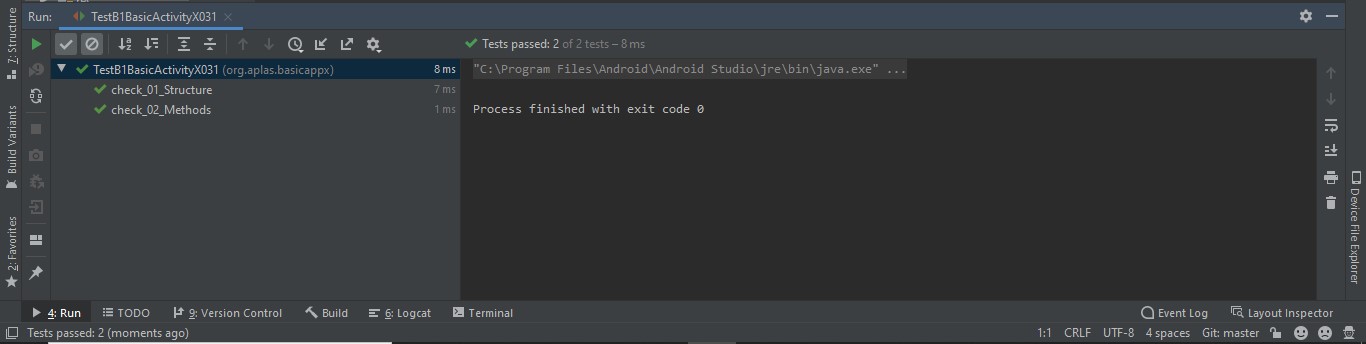 Run: TestB1BasicActivityX031
Tests passed: 2 of 2 tests – 8 ms
TestB1BasicActivityX031 (org.aplas.basicappx) 8 ms
check_01_Structure 7 ms
check_02_Methods 1 ms
"C:\Program Files\Android\Android Studio\jre\bin\java.exe" ...
Process finished with exit code 0
Z: Structure
Build Variants
2: Favorites
Device File Explorer
4: Run TODO 9: Version Control Build 6: Logcat Terminal Event Log Layout Inspector
Tests passed: 2 (moments ago) 1:1 CRLF UTF-8 4 spaces Git: master